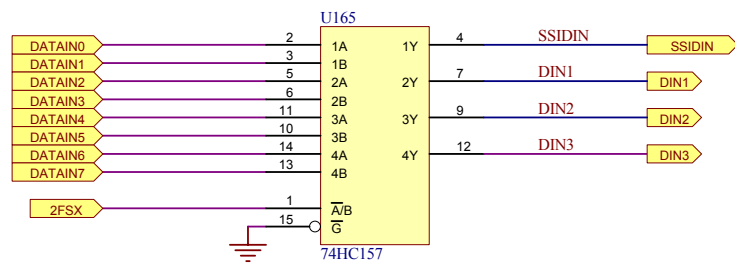 U165
DATAIN0 2 1A 1Y 4 SSIDIN SSIDIN
DATAIN1 3 1B
DATAIN2 5 2A 2Y 7 DIN1 DIN1
DATAIN3 6 2B
DATAIN4 11 3A 3Y 9 DIN2 DIN2
DATAIN5 10 3B
DATAIN6 14 4A 4Y 12 DIN3 DIN3
DATAIN7 13 4B
2FSX 1 A/B
15 G
74HC157